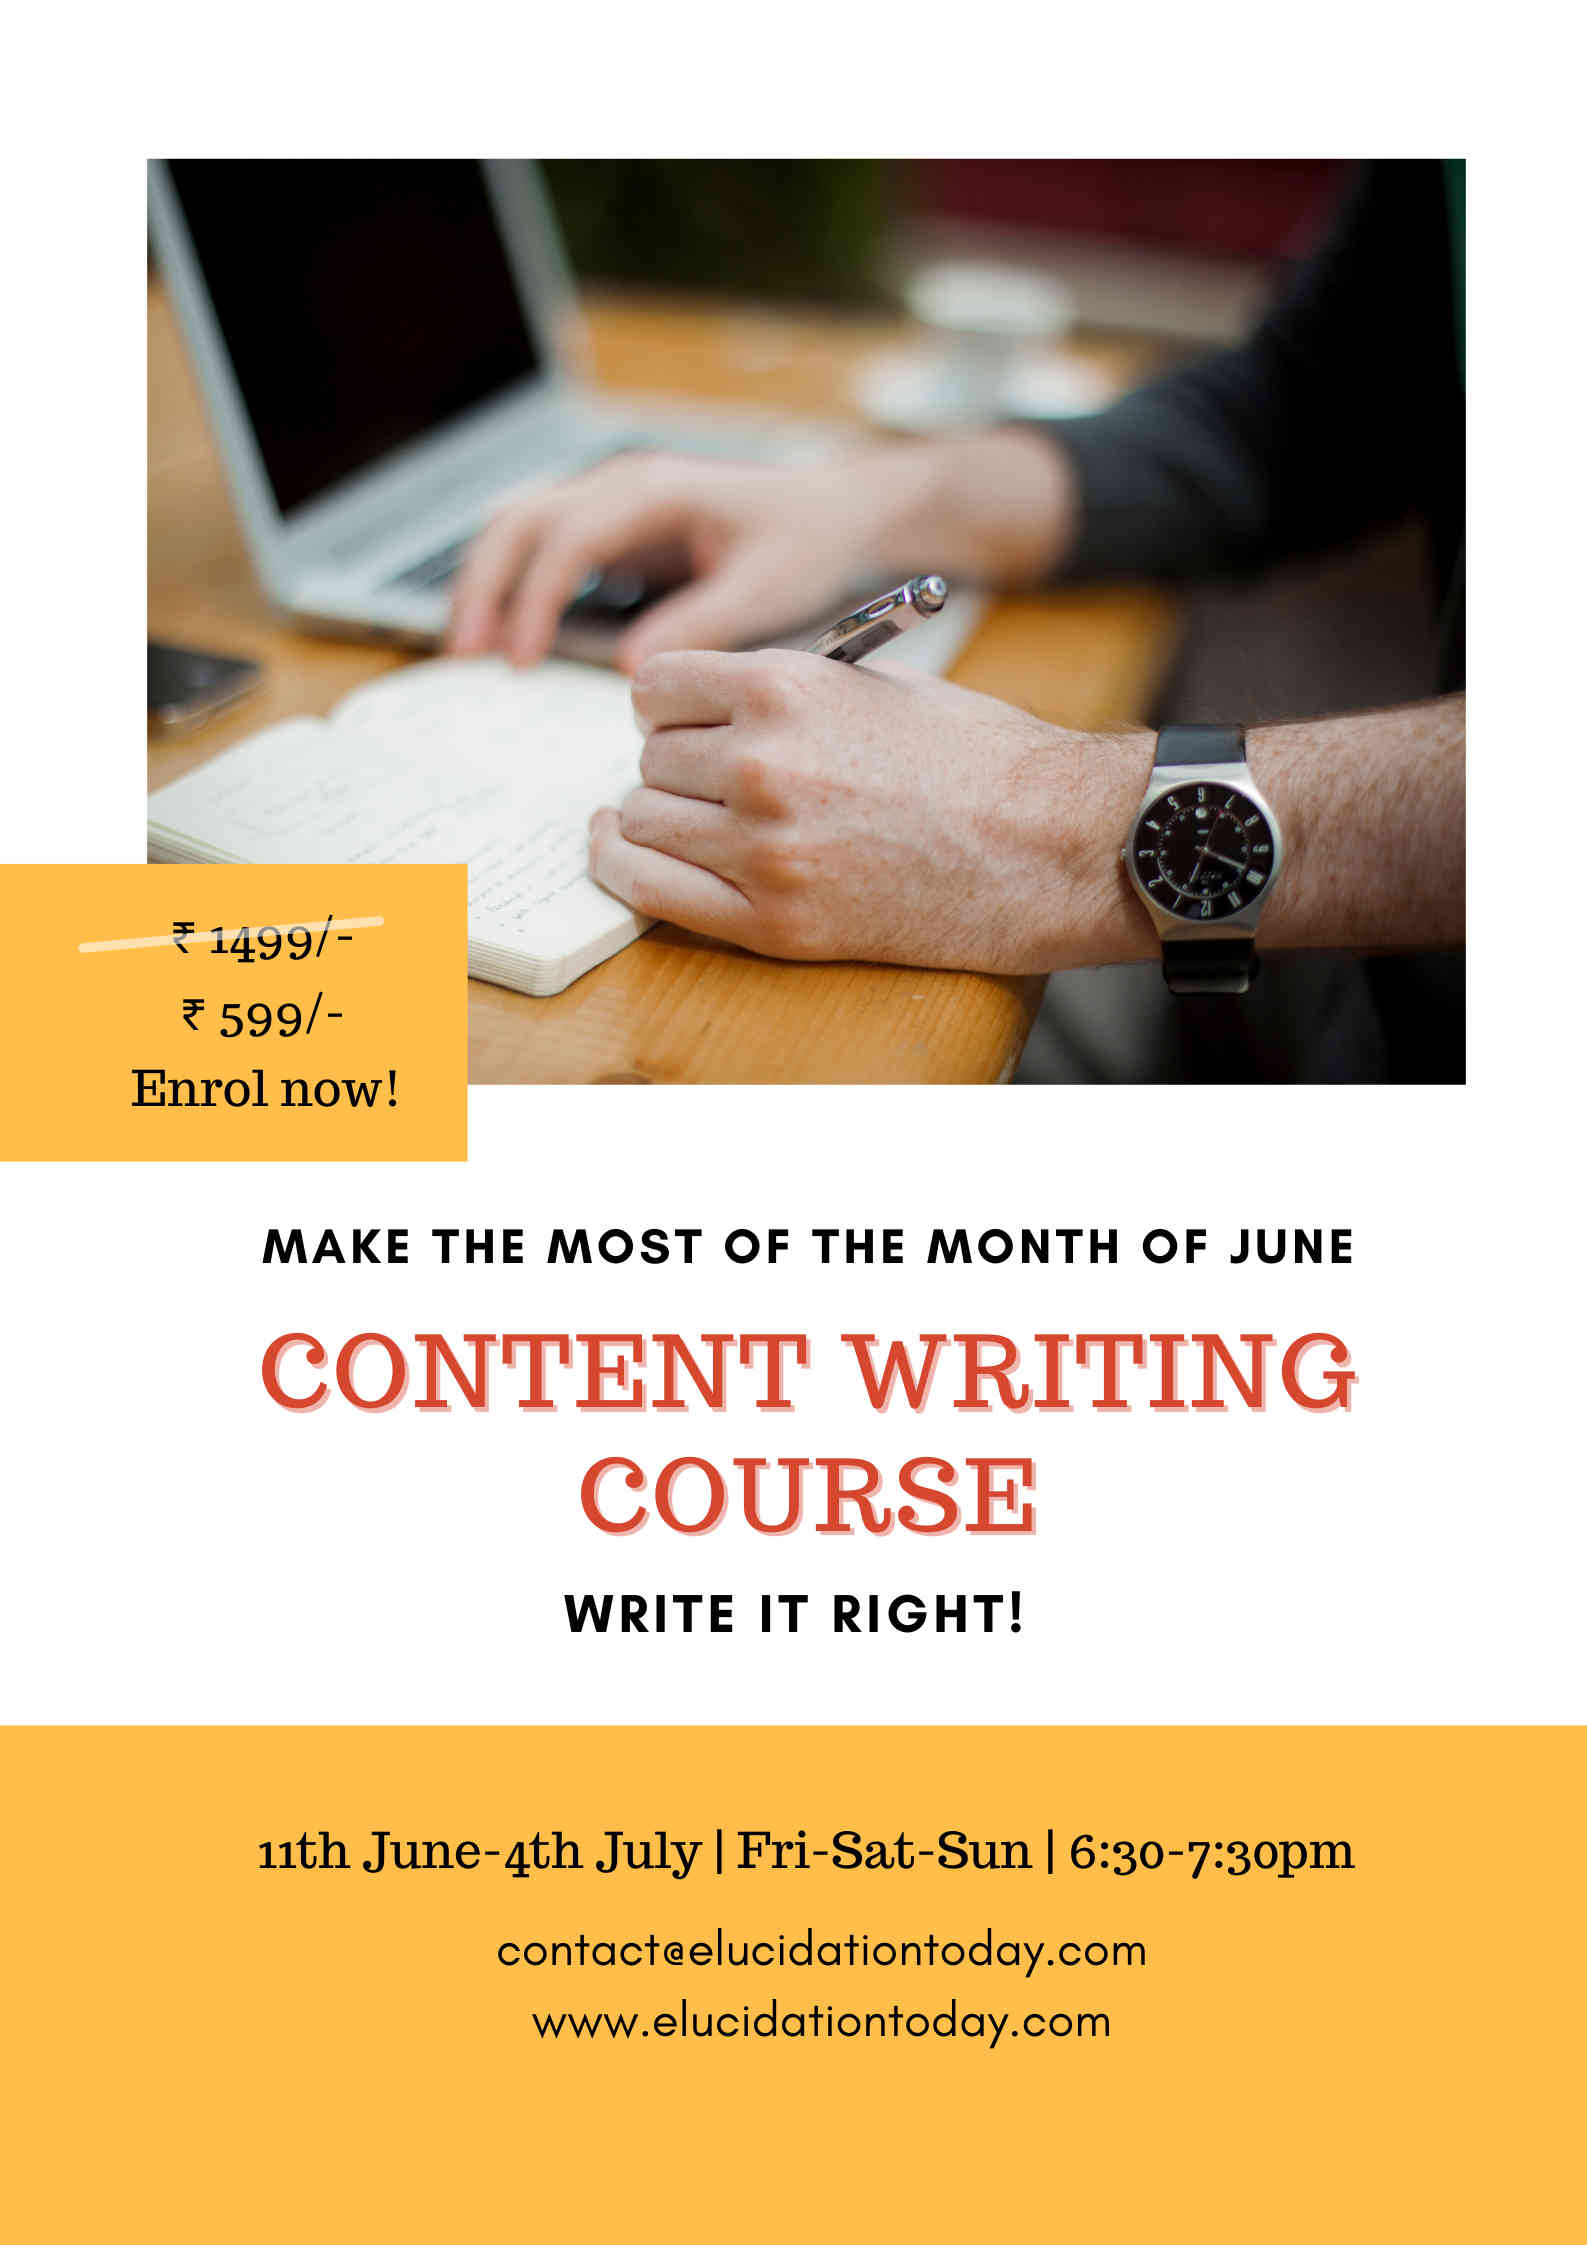 ₹ 1499/-
₹ 599/-
Enrol now!
MAKE THE MOST OF THE MONTH OF JUNE
CONTENT WRITING
COURSE
WRITE IT RIGHT!
11th June-4th July | Fri-Sat-Sun | 6:30-7:30pm
contact@elucidationtoday.com
www.elucidationtoday.com